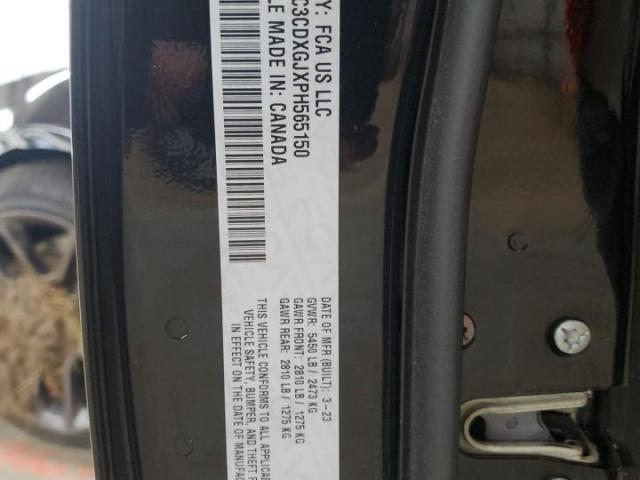 Y: FCA US LLC
C3CDXGJXPH565150
LE MADE IN: CANADA
DATE OF MFR (BUILT): 3-23
GVWR: 5450 LB / 2473 KG
GAWR FRONT: 2810 LB / 1275 KG
GAWR REAR: 2810 LB / 1275 KG
THIS VEHICLE CONFORMS TO ALL APPLICAB
VEHICLE SAFETY, BUMPER, AND THEFT P
IN EFFECT ON THE DATE OF MANUFAC